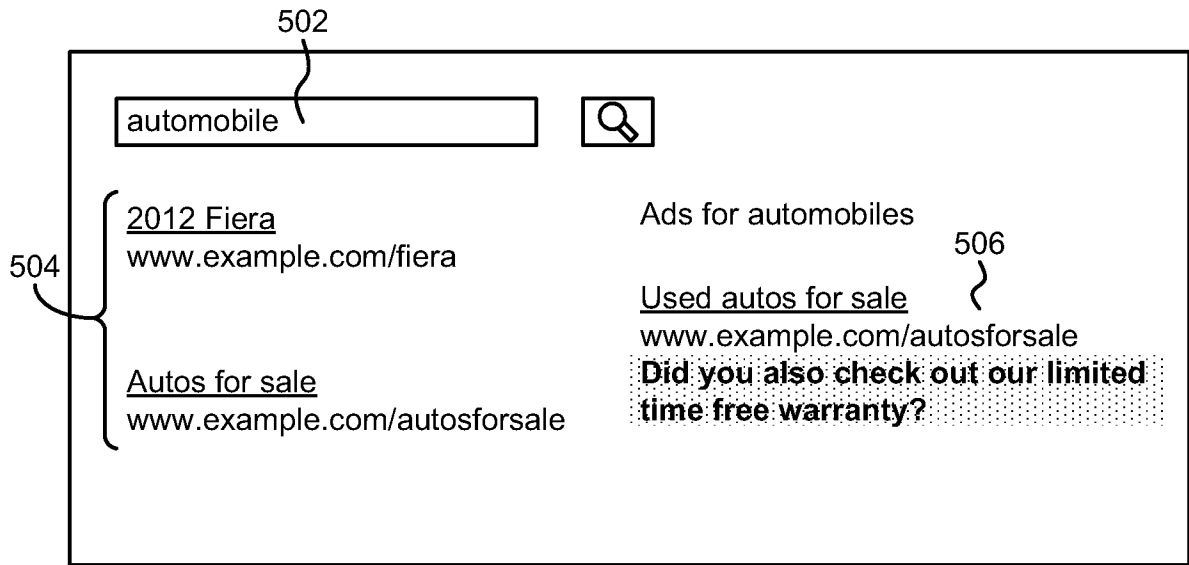 502
automobile
504
2012 Fiera
www.example.com/fiera
Autos for sale
www.example.com/autosforsale
Ads for automobiles
506
Used autos for sale
www.example.com/autosforsale
Did you also check out our limited
time free warranty?